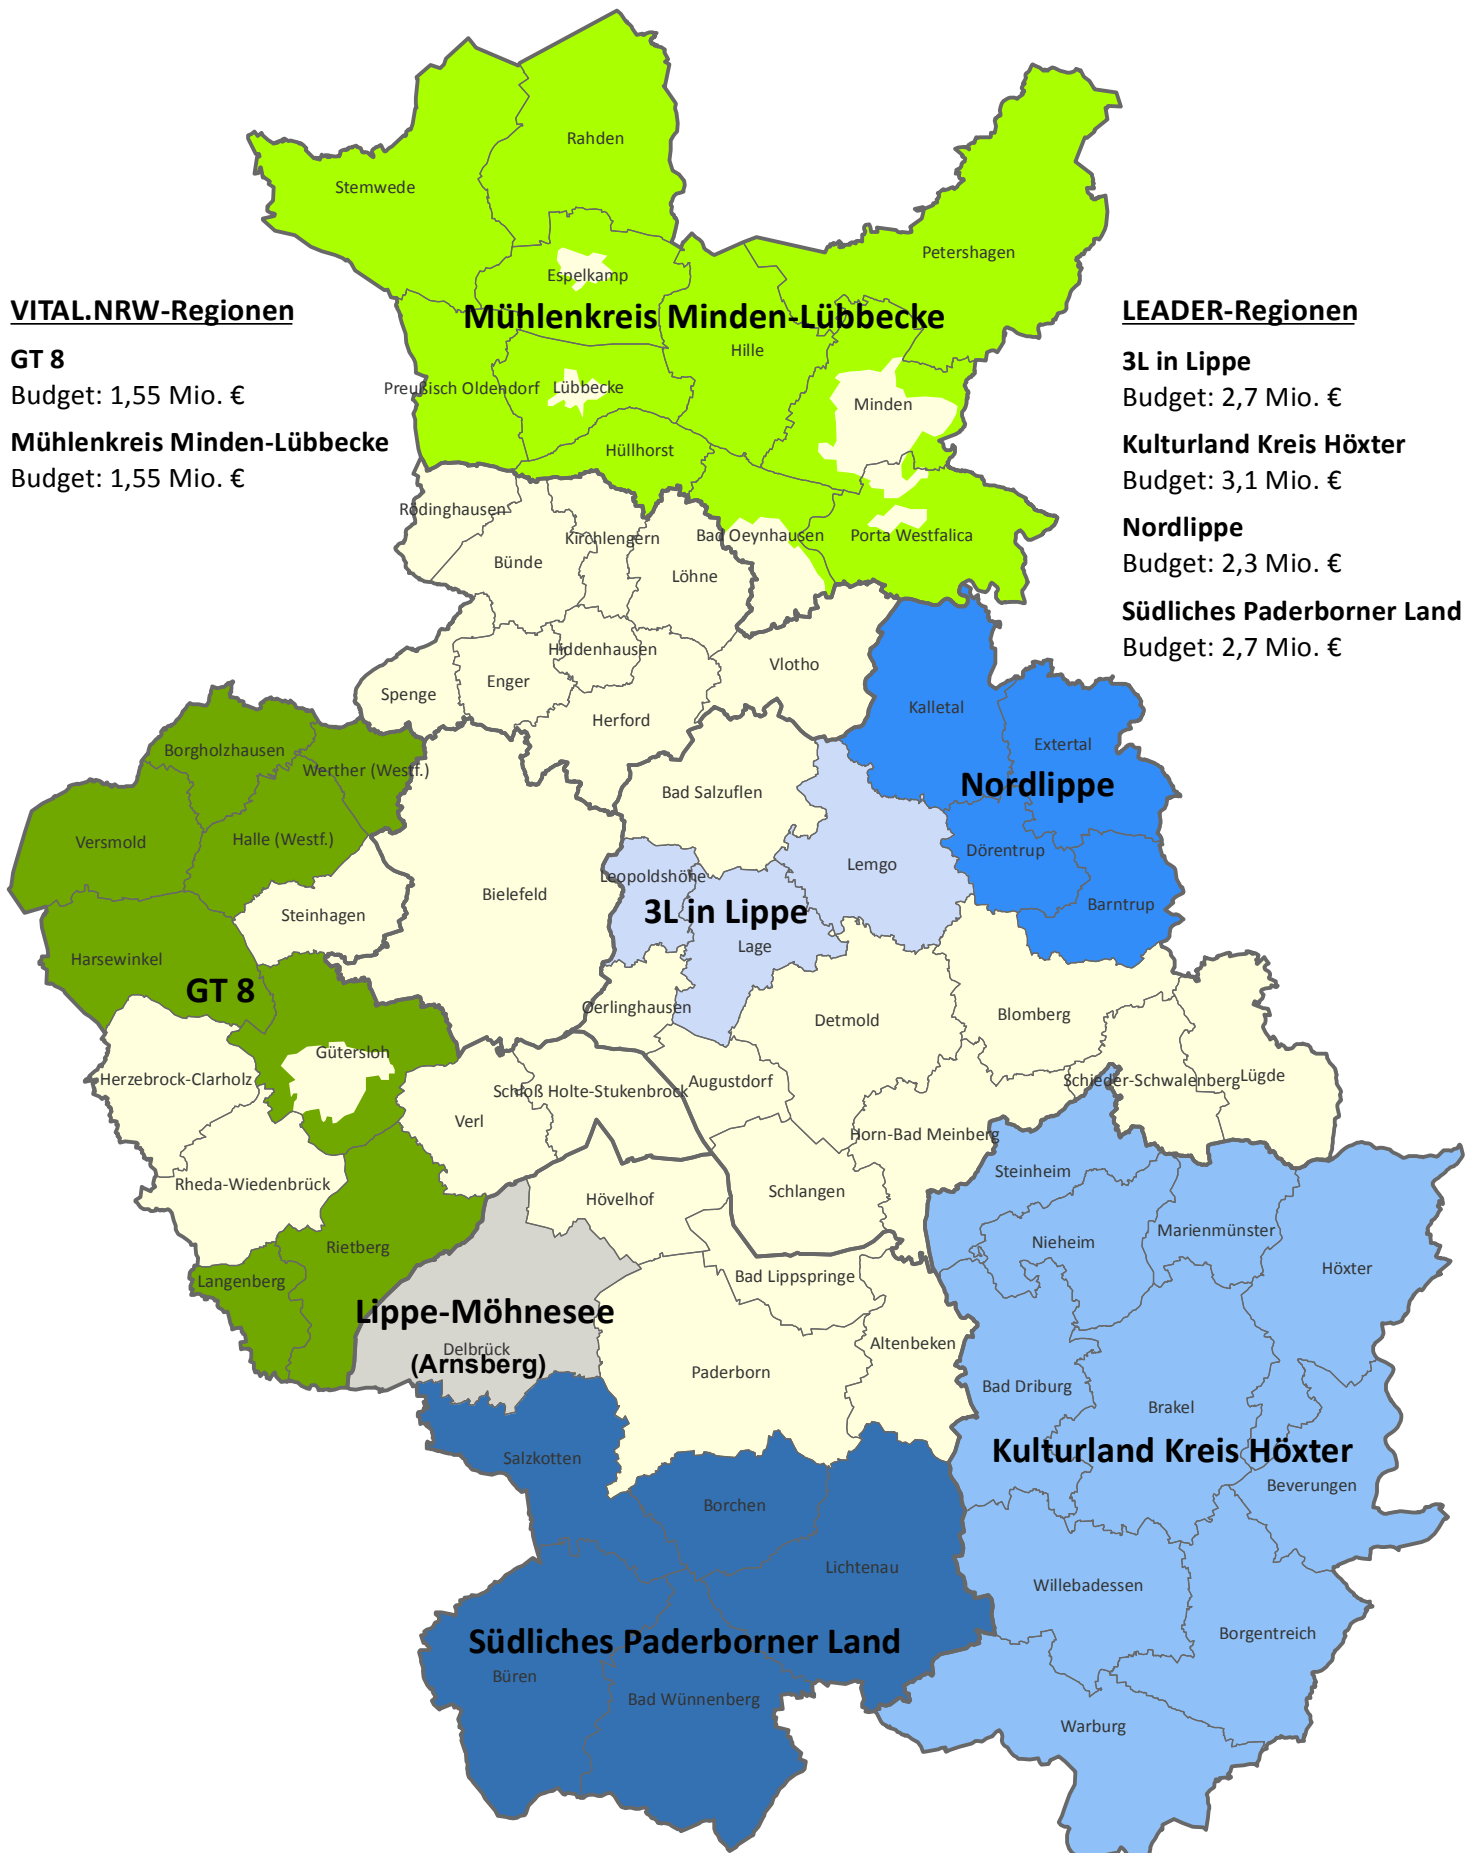 VITAL.NRW-Regionen
GT 8
Budget: 1,55 Mio. €
Mühlenkreis Minden-Lübbecke
Budget: 1,55 Mio. €
LEADER-Regionen
3L in Lippe
Budget: 2,7 Mio. €
Kulturland Kreis Höxter
Budget: 3,1 Mio. €
Nordlippe
Budget: 2,3 Mio. €
Südliches Paderborner Land
Budget: 2,7 Mio. €
Rahden
Stemwede
Petershagen
Espelkamp
Mühlenkreis Minden-Lübbecke
Hille
Preußisch Oldendorf
Lübbecke
Minden
Hüllhorst
Rödinghausen
Kirchlengern
Bad Oeynhausen
Porta Westfalica
Bünde
Löhne
Hiddenhausen
Vlotho
Enger
Spenge
Herford
Kalletal
Extertal
Nordlippe
Borgholzhausen
Werther (Westf.)
Bad Salzuflen
Versmold
Halle (Westf.)
Dörentrup
Lemgo
Leopoldshöhe
Bielefeld
Barntrup
3L in Lippe
Steinhagen
Lage
Harsewinkel
GT 8
Oerlinghausen
Detmold
Blomberg
Gütersloh
Herzebrock-Clarholz
Schloß Holte-Stukenbrock
Augustdorf
Schieder-Schwalenberg
Lügde
Verl
Horn-Bad Meinberg
Steinheim
Rheda-Wiedenbrück
Hövelhof
Schlangen
Marienmünster
Nieheim
Rietberg
Höxter
Langenberg
Bad Lippspringe
Lippe-Möhnesee
Delbrück
(Arnsberg)
Altenbeken
Paderborn
Bad Driburg
Brakel
Kulturland Kreis Höxter
Salzkotten
Beverungen
Borchen
Lichtenau
Willebadessen
Borgentreich
Südliches Paderborner Land
Büren
Bad Wünnenberg
Warburg